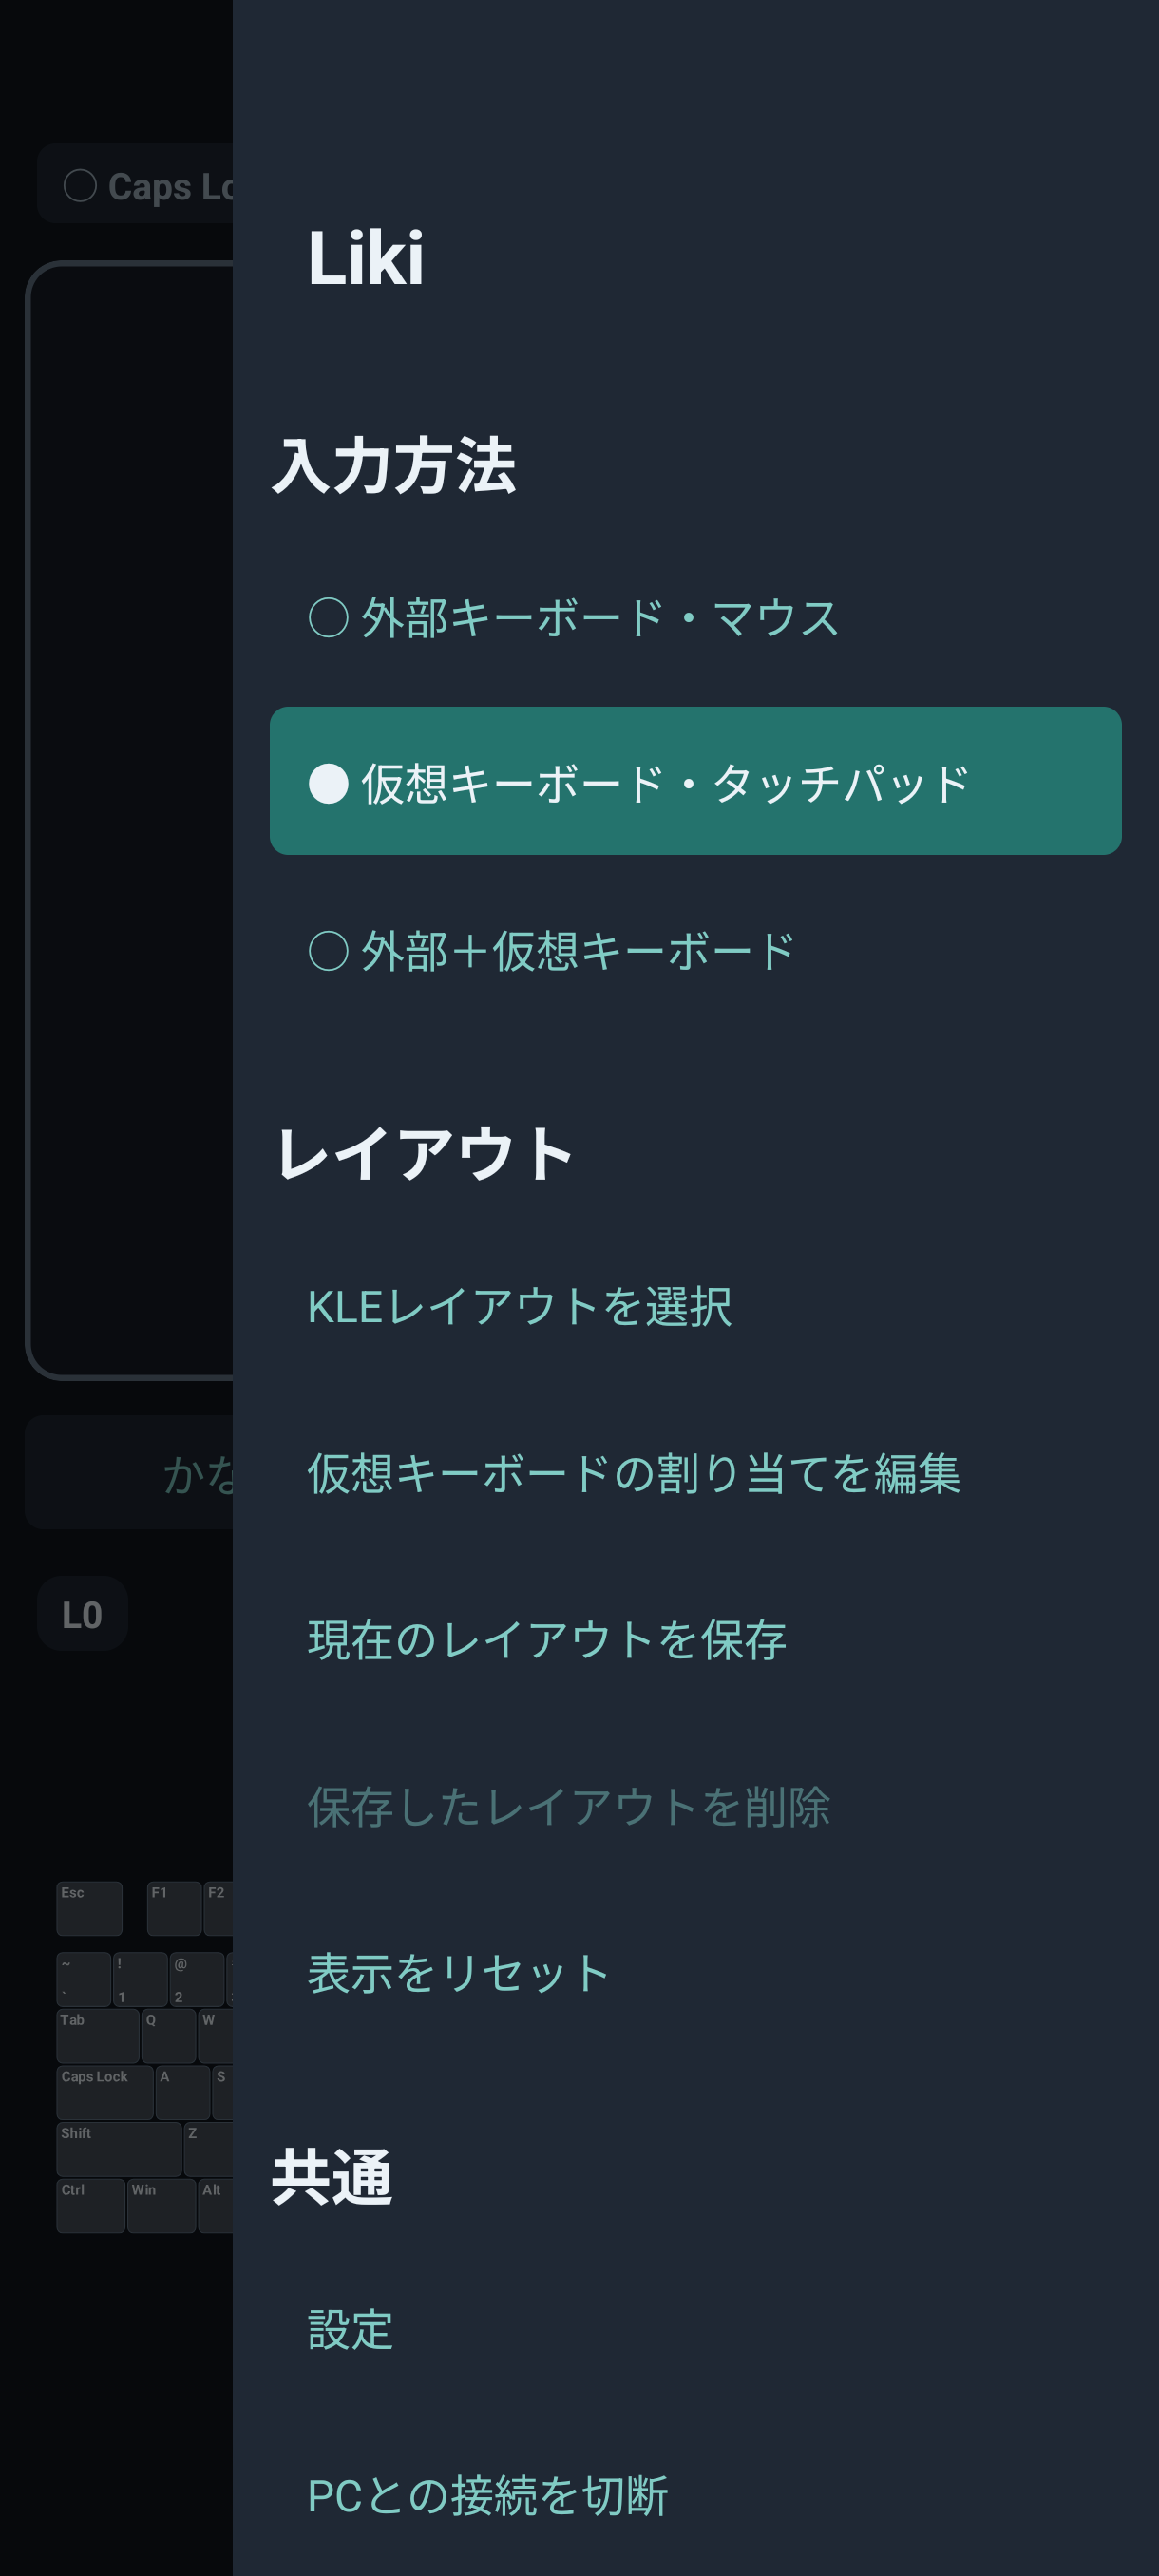 ○ Caps Lo
Liki
入力方法
○ 外部キーボード・マウス
● 仮想キーボード・タッチパッド
○ 外部＋仮想キーボード
レイアウト
KLEレイアウトを選択
かな
仮想キーボードの割り当てを編集
L0
現在のレイアウトを保存
保存したレイアウトを削除
Esc F1 F2
表示をリセット
~ ! @
` 1 2
Tab Q W
Caps Lock A S
Shift Z
Ctrl Win Alt
共通
設定
PCとの接続を切断